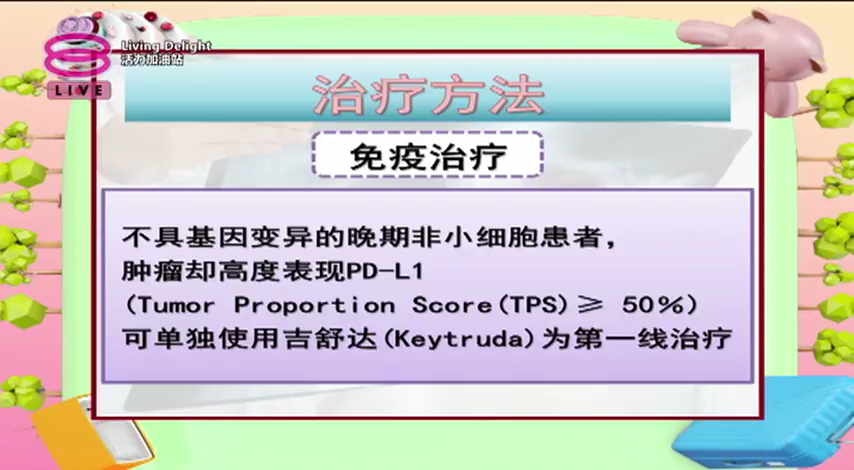 Living Delight
活力加油站
LIVE
治疗方法
免疫治疗
不具基因变异的晚期非小细胞患者，
肿瘤却高度表现PD-L1
(Tumor Proportion Score(TPS)≥ 50%)
可单独使用吉舒达(Keytruda)为第一线治疗